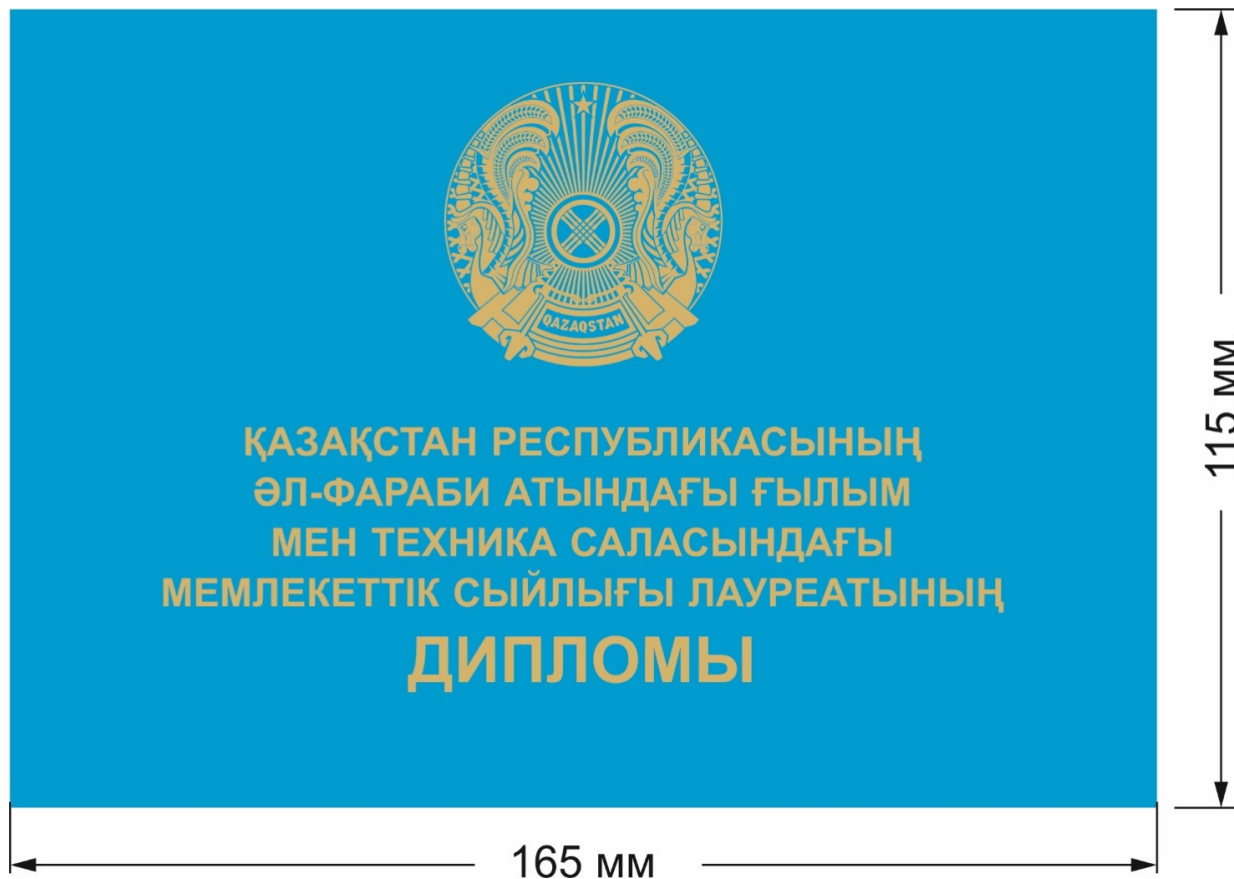 QAZAQSTAN
ҚАЗАҚСТАН РЕСПУБЛИКАСЫНЫҢ
ӘЛ-ФАРАБИ АТЫНДАҒЫ ҒЫЛЫМ
МЕН ТЕХНИКА САЛАСЫНДАҒЫ
МЕМЛЕКЕТТІК СЫЙЛЫҒЫ ЛАУРЕАТЫНЫҢ
ДИПЛОМЫ
115 мм
165 мм